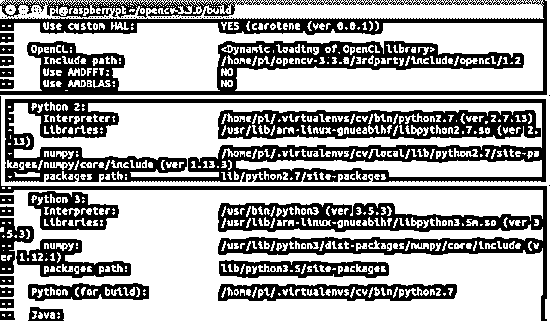 pi@raspberrypi: ~/opencv-3.3.0/build
-- Use custom HAL: YES (carotene (ver 0.0.1))
--
-- OpenCL: <Dynamic loading of OpenCL library>
-- Include path: /home/pi/opencv-3.3.0/3rdparty/include/opencl/1.2
-- Use AMDFFT: NO
-- Use AMDBLAS: NO
--
-- Python 2:
-- Interpreter: /home/pi/.virtualenvs/cv/bin/python2.7 (ver 2.7.13)
-- Libraries: /usr/lib/arm-linux-gnueabihf/libpython2.7.so (ver 2.
7.13)
-- numpy: /home/pi/.virtualenvs/cv/local/lib/python2.7/site-pa
ckages/numpy/core/include (ver 1.13.3)
-- packages path: lib/python2.7/site-packages
--
-- Python 3:
-- Interpreter: /usr/bin/python3 (ver 3.5.3)
-- Libraries: /usr/lib/arm-linux-gnueabihf/libpython3.5m.so (ver 3
.5.3)
-- numpy: /usr/lib/python3/dist-packages/numpy/core/include (v
er 1.12.1)
-- packages path: lib/python3.5/site-packages
--
-- Python (for build): /home/pi/.virtualenvs/cv/bin/python2.7
--
-- Java: